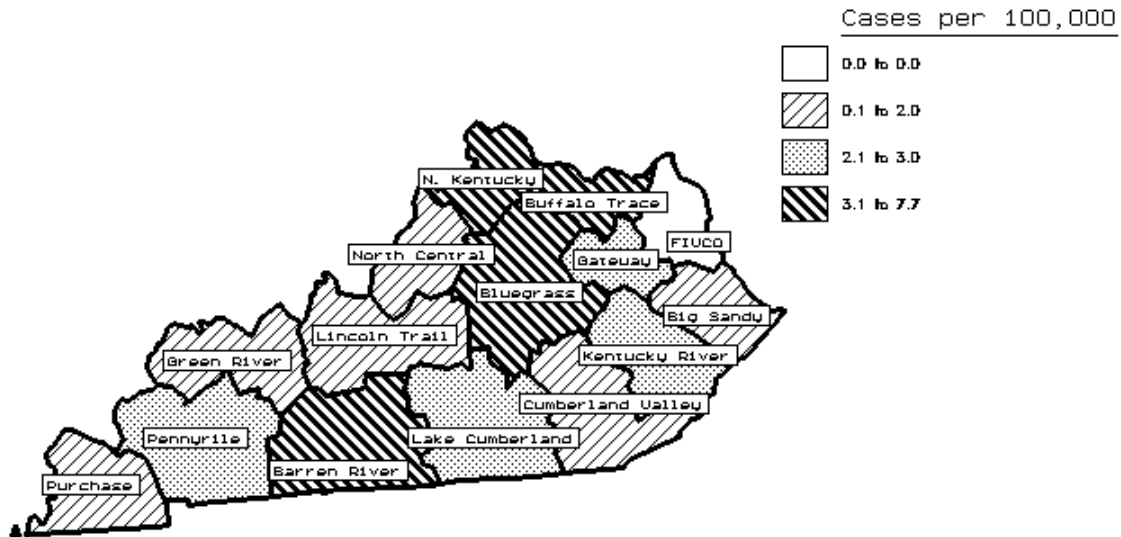 Cases per 100,000
0.0 to 0.0
0.1 to 2.0
2.1 to 3.0
3.1 to 7.7
N. Kentucky
Buffalo Trace
FIVCO
North Central
Gateway
Bluegrass
Big Sandy
Lincoln Trail
Kentucky River
Green River
Cumberland Valley
Pennyrile
Lake Cumberland
Barren River
Purchase